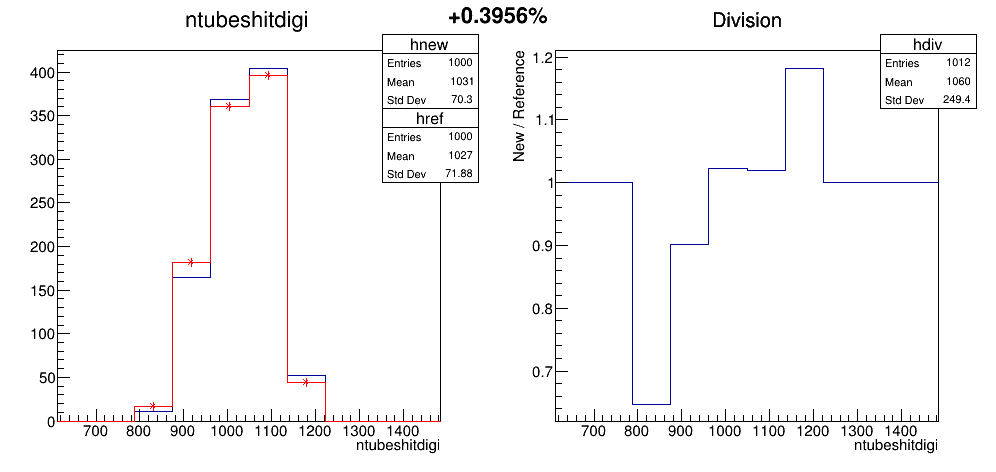 +0.3956%
ntubeshitdigi
hnew
Entries 1000
Mean 1031
Std Dev 70.3
href
Entries 1000
Mean 1027
Std Dev 71.88
400
350
300
250
200
150
100
50
0
700 800 900 1000 1100 1200 1300 1400
ntubeshitdigi
Division
hdiv
Entries 1012
Mean 1060
Std Dev 249.4
New / Reference
1.2
1.1
1
0.9
0.8
0.7
700 800 900 1000 1100 1200 1300 1400
ntubeshitdigi